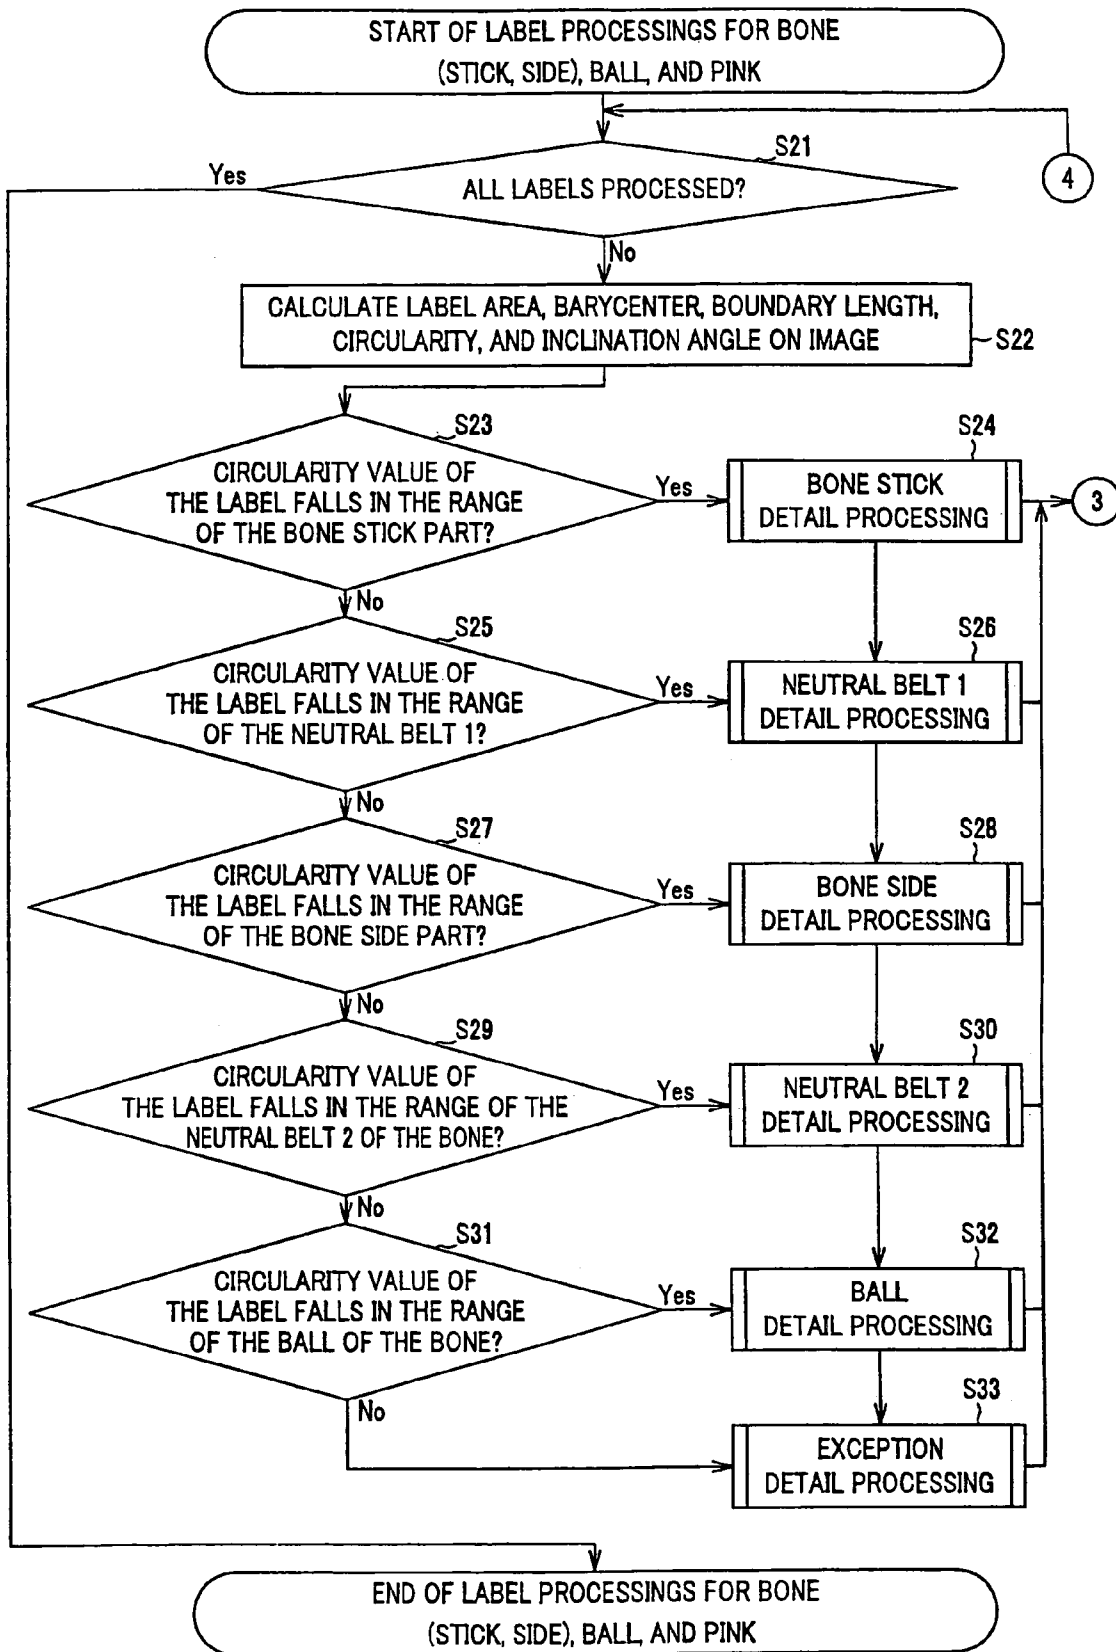 START OF LABEL PROCESSINGS FOR BONE
(STICK, SIDE), BALL, AND PINK
S21
Yes
ALL LABELS PROCESSED?
4
No
CALCULATE LABEL AREA, BARYCENTER, BOUNDARY LENGTH,
CIRCULARITY, AND INCLINATION ANGLE ON IMAGE
S22
S23
CIRCULARITY VALUE OF
THE LABEL FALLS IN THE RANGE
OF THE BONE STICK PART?
Yes
S24
BONE STICK
DETAIL PROCESSING
3
No
S25
CIRCULARITY VALUE OF
THE LABEL FALLS IN THE RANGE
OF THE NEUTRAL BELT 1?
Yes
S26
NEUTRAL BELT 1
DETAIL PROCESSING
No
S27
CIRCULARITY VALUE OF
THE LABEL FALLS IN THE RANGE
OF THE BONE SIDE PART?
Yes
S28
BONE SIDE
DETAIL PROCESSING
No
S29
CIRCULARITY VALUE OF
THE LABEL FALLS IN THE RANGE OF THE
NEUTRAL BELT 2 OF THE BONE?
Yes
S30
NEUTRAL BELT 2
DETAIL PROCESSING
No
S31
CIRCULARITY VALUE OF
THE LABEL FALLS IN THE RANGE
OF THE BALL OF THE BONE?
Yes
S32
BALL
DETAIL PROCESSING
No
S33
EXCEPTION
DETAIL PROCESSING
END OF LABEL PROCESSINGS FOR BONE
(STICK, SIDE), BALL, AND PINK